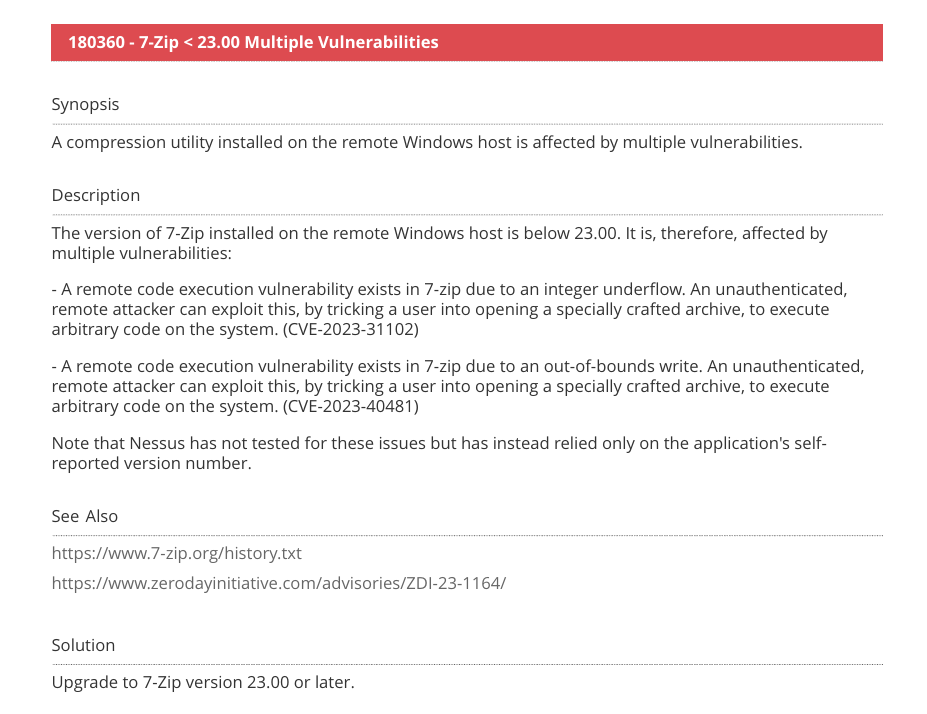 180360 - 7-Zip < 23.00 Multiple Vulnerabilities
Synopsis
A compression utility installed on the remote Windows host is affected by multiple vulnerabilities.
Description
The version of 7-Zip installed on the remote Windows host is below 23.00. It is, therefore, affected by
multiple vulnerabilities:
- A remote code execution vulnerability exists in 7-zip due to an integer underflow. An unauthenticated,
remote attacker can exploit this, by tricking a user into opening a specially crafted archive, to execute
arbitrary code on the system. (CVE-2023-31102)
- A remote code execution vulnerability exists in 7-zip due to an out-of-bounds write. An unauthenticated,
remote attacker can exploit this, by tricking a user into opening a specially crafted archive, to execute
arbitrary code on the system. (CVE-2023-40481)
Note that Nessus has not tested for these issues but has instead relied only on the application's self-
reported version number.
See Also
https://www.7-zip.org/history.txt
https://www.zerodayinitiative.com/advisories/ZDI-23-1164/
Solution
Upgrade to 7-Zip version 23.00 or later.